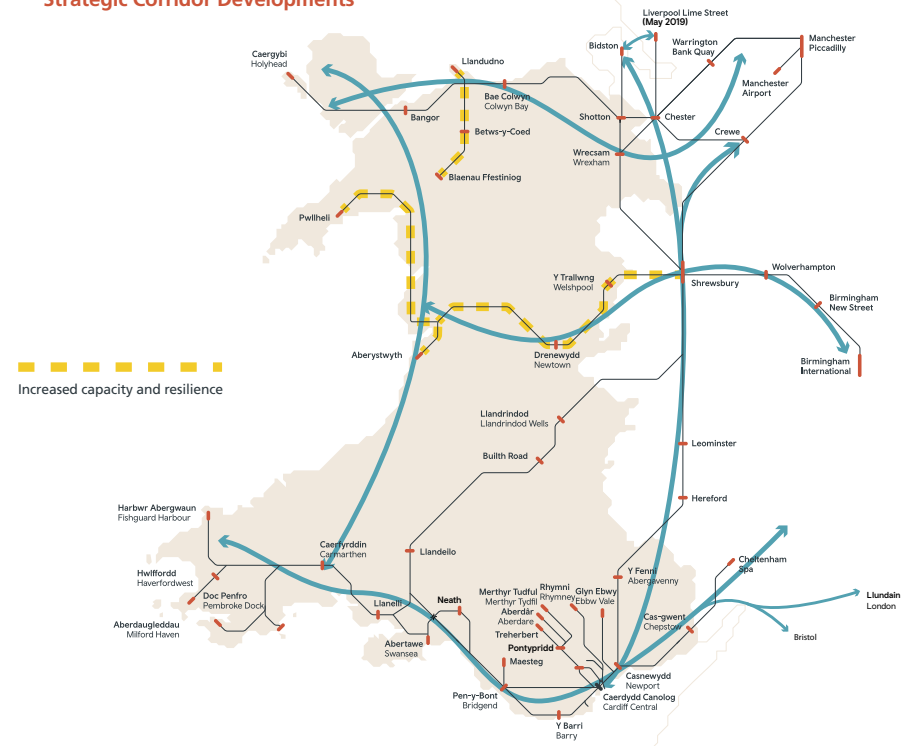 Strategic Corridor Developments
Liverpool Lime Street
(May 2019)
Bidston
Warrington
Bank Quay
Manchester
Piccadilly
Manchester
Airport
Caergybi
Holyhead
Llandudno
Bae Colwyn
Colwyn Bay
Bangor
Shotton
Chester
Crewe
Betws-y-Coed
Wrecsam
Wrexham
Blaenau Ffestiniog
Pwllheli
Y Trallwng
Welshpool
Shrewsbury
Wolverhampton
Birmingham
New Street
Aberystwyth
Drenewydd
Newtown
Birmingham
International
Increased capacity and resilience
Llandrindod
Llandrindod Wells
Builth Road
Leominster
Hereford
Harbwr Abergwaun
Fishguard Harbour
Caerfyrddin
Carmarthen
Llandeilo
Hwlffordd
Haverfordwest
Doc Penfro
Pembroke Dock
Aberdaugleddau
Milford Haven
Llanelli
Neath
Abertawe
Swansea
Y Fenni
Abergavenny
Cheltenham
Spa
Merthyr Tudful
Merthyr Tydfil
Rhymni
Rhymney
Glyn Ebwy
Ebbw Vale
Aberdâr
Aberdare
Treherbert
Pontypridd
Maesteg
Cas-gwent
Chepstow
Llundain
London
Bristol
Pen-y-Bont
Bridgend
Casnewydd
Newport
Caerdydd Canolog
Cardiff Central
Y Barri
Barry